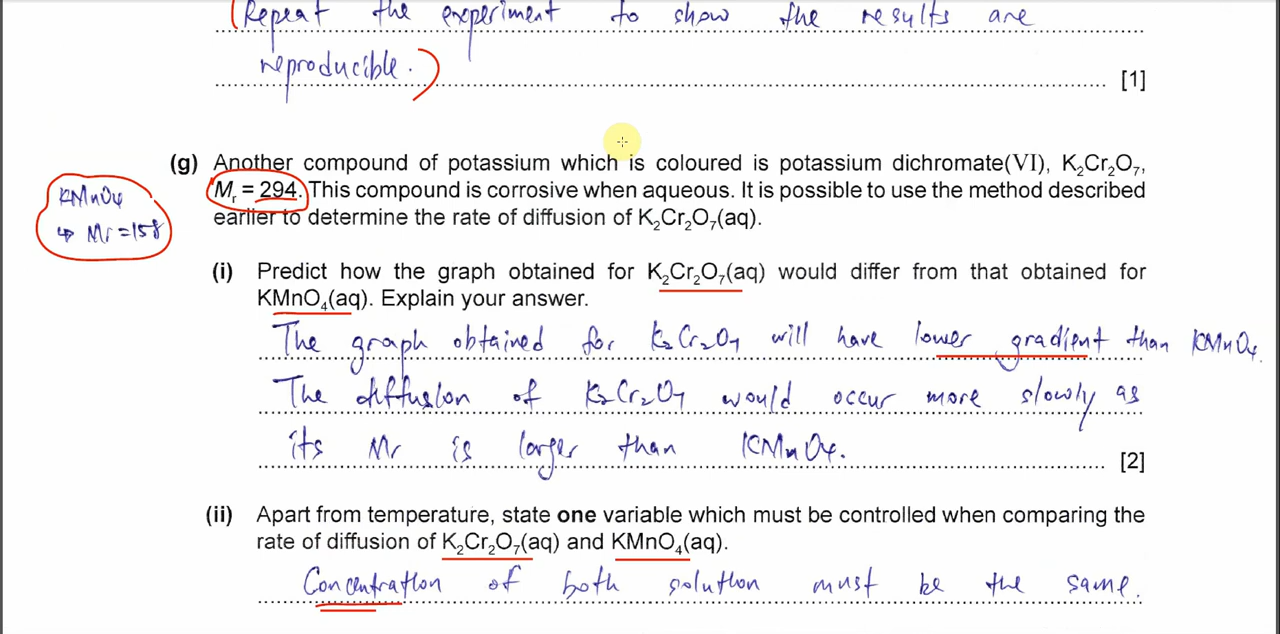 (Repeat the experiment to show the results are
reproducible.)
[1]
(g) Another compound of potassium which is coloured is potassium dichromate(VI), K₂Cr₂O₇,
Mᵣ = 294. This compound is corrosive when aqueous. It is possible to use the method described
earlier to determine the rate of diffusion of K₂Cr₂O₇(aq).
KMnO4
↳ Mr = 158
(i) Predict how the graph obtained for K₂Cr₂O₇(aq) would differ from that obtained for
KMnO₄(aq). Explain your answer.
The graph obtained for K2Cr2O7 will have lower gradient than KMnO4.
The diffusion of K2Cr2O7 would occur more slowly as
its Mr is larger than KMnO4.
[2]
(ii) Apart from temperature, state one variable which must be controlled when comparing the
rate of diffusion of K₂Cr₂O₇(aq) and KMnO₄(aq).
Concentration of both solution must be the same.